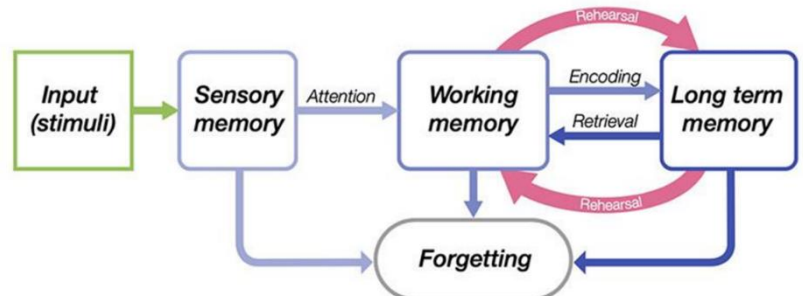 Rehearsal
Input
(stimuli)
Sensory
memory
Attention
Working
memory
Encoding
Retrieval
Long term
memory
Rehearsal
Forgetting